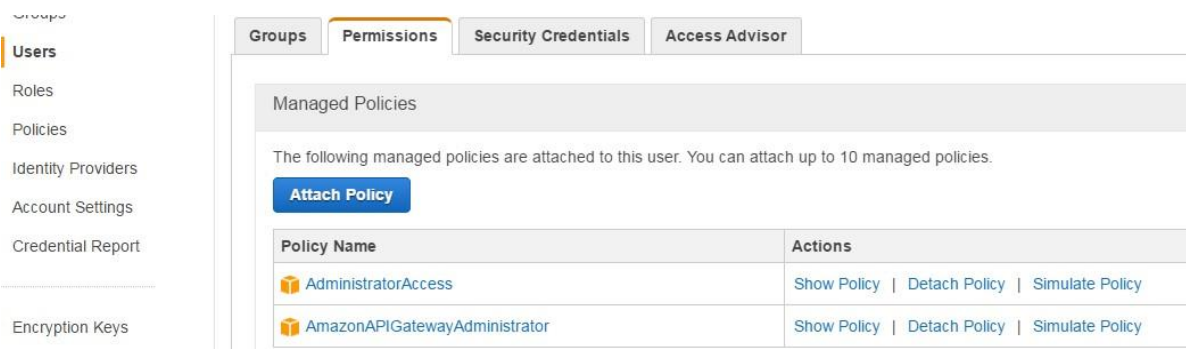 Groups
Users
Roles
Policies
Identity Providers
Account Settings
Credential Report
Encryption Keys
Groups Permissions Security Credentials Access Advisor
Managed Policies
The following managed policies are attached to this user. You can attach up to 10 managed policies.
Attach Policy
Policy Name Actions
AdministratorAccess Show Policy | Detach Policy | Simulate Policy
AmazonAPIGatewayAdministrator Show Policy | Detach Policy | Simulate Policy